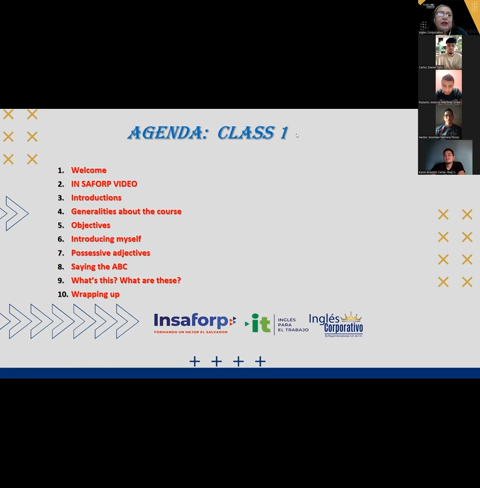 AGENDA: CLASS 1
1. Welcome
2. IN SAFORP VIDEO
3. Introductions
4. Generalities about the course
5. Objectives
6. Introducing myself
7. Possessive adjectives
8. Saying the ABC
9. What's this? What are these?
10. Wrapping up
Insaforp
FORMANDO UN MEJOR EL SALVADOR
it
INGLÉS
PARA
EL TRABAJO
Inglés
Corporativo